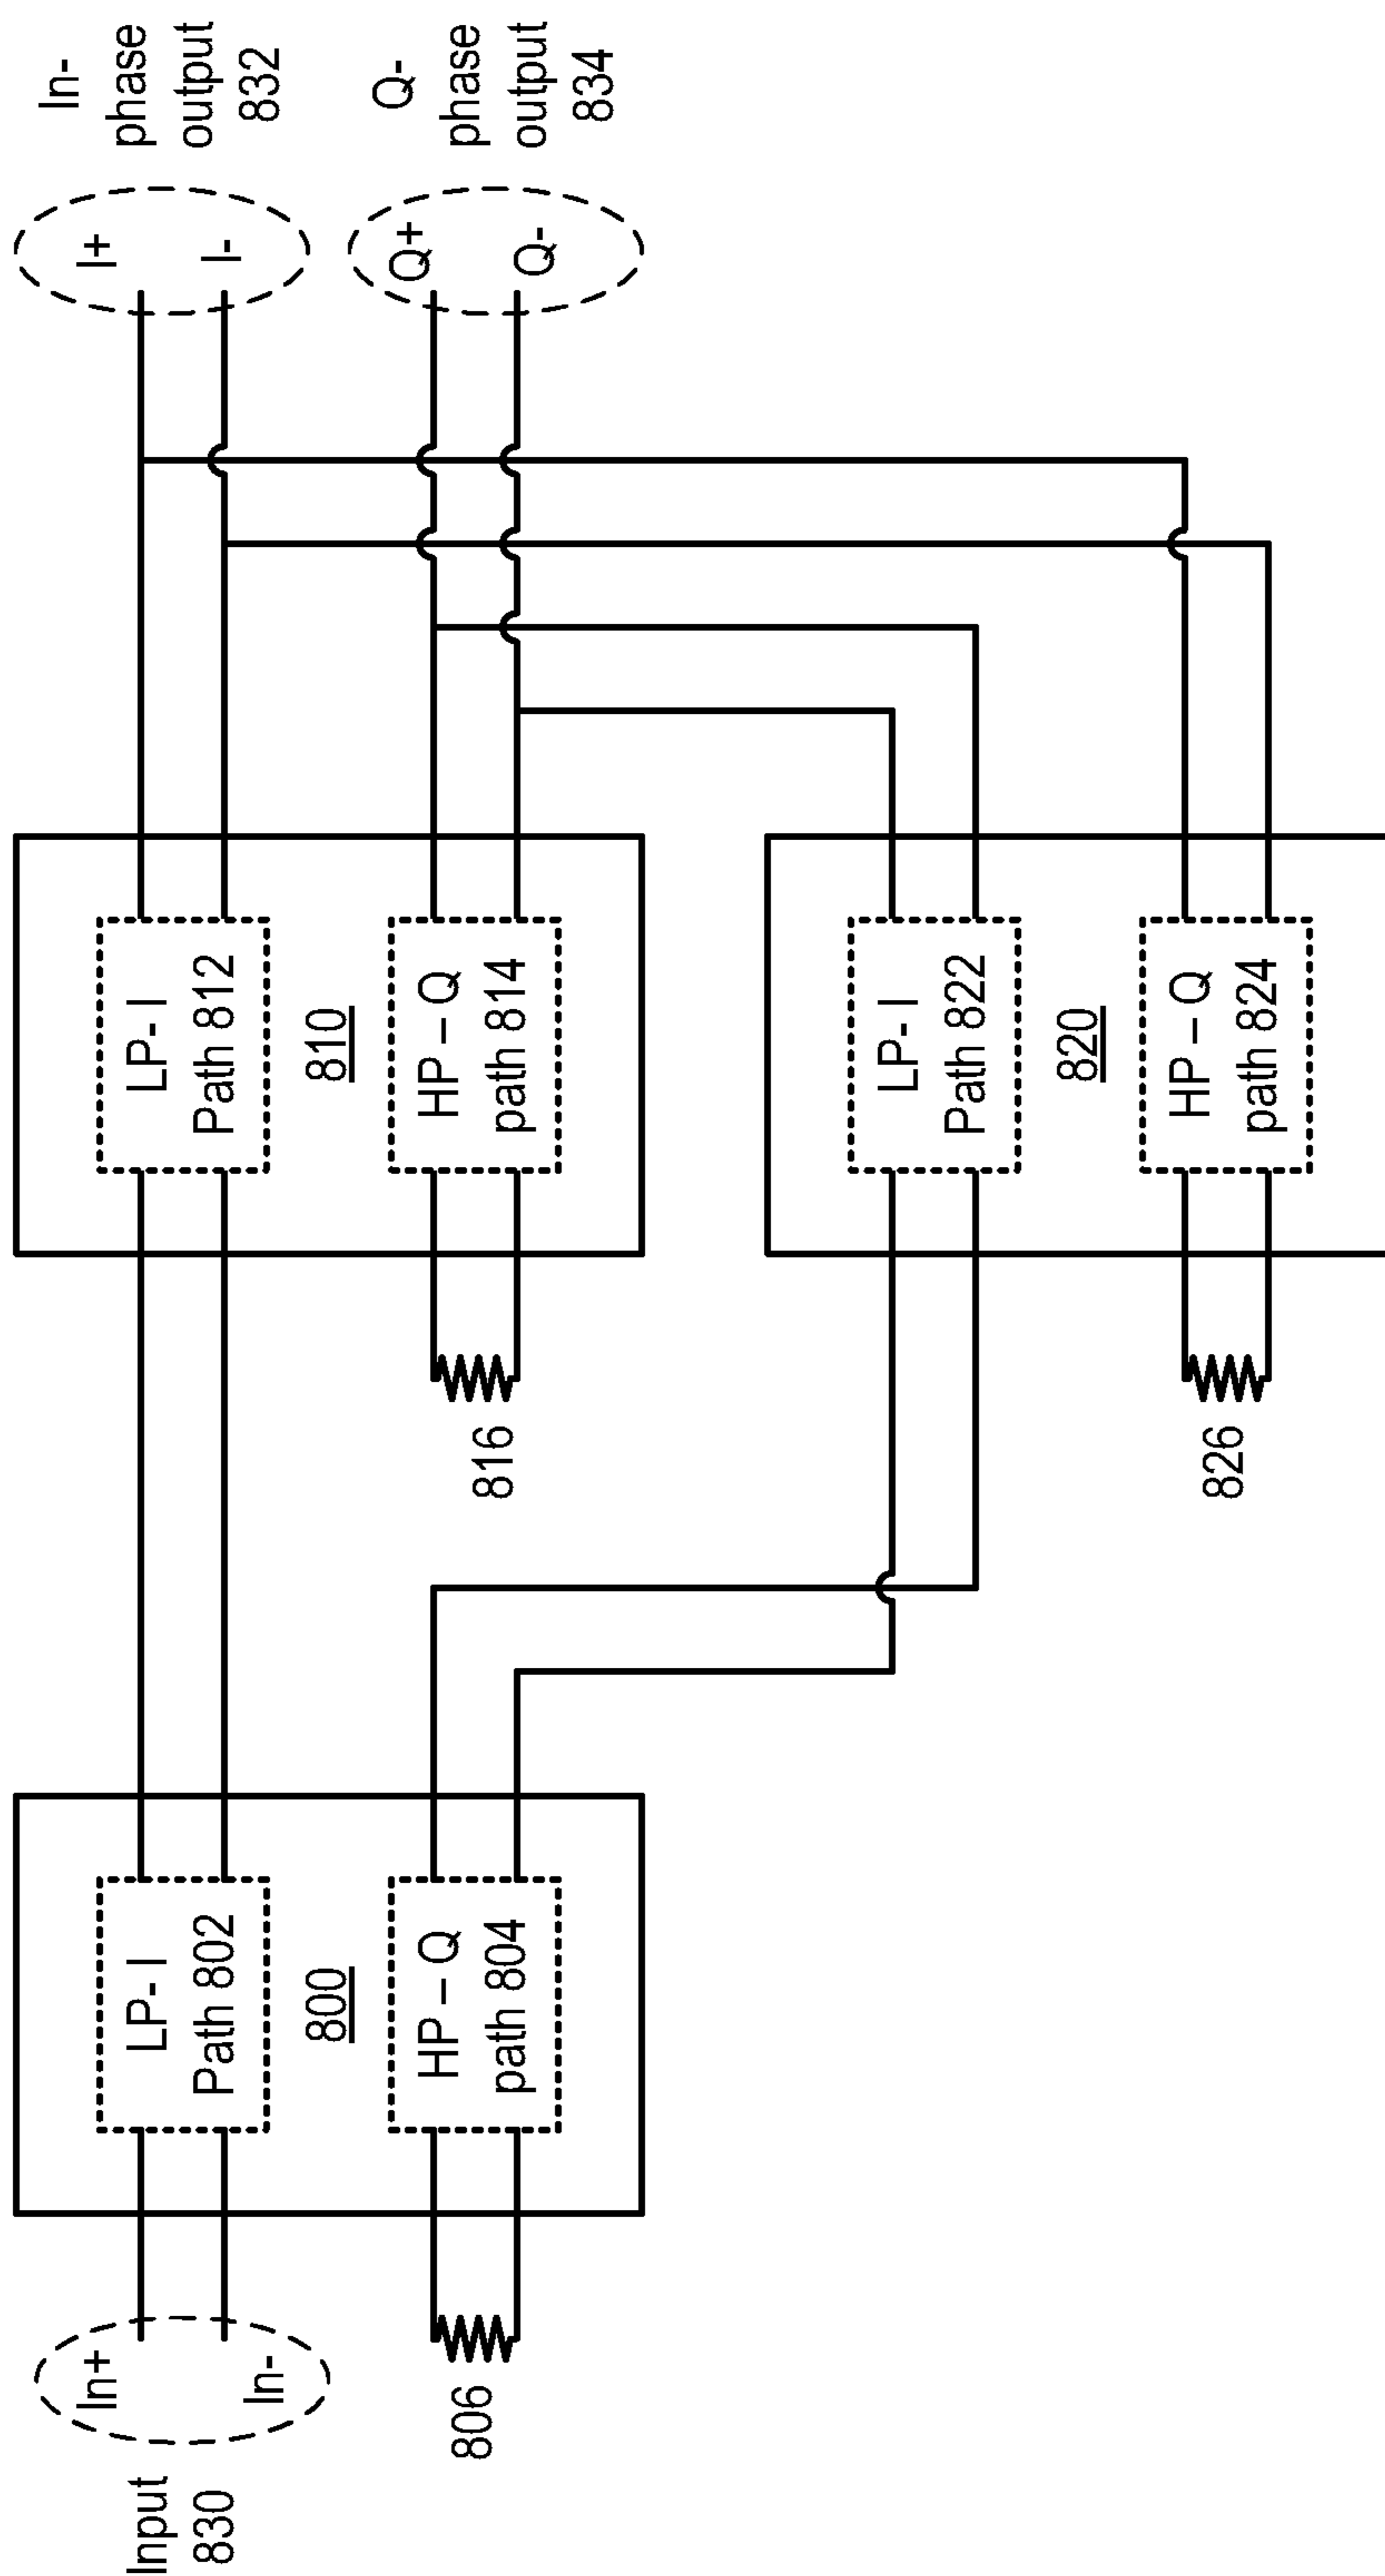 Input
830
In+
In-
806
LP- I
Path 802
800
HP – Q
path 804
816
LP- I
Path 812
810
HP – Q
path 814
826
LP- I
Path 822
820
HP – Q
path 824
I+
I-
Q+
Q-
In-
phase
output
832
Q-
phase
output
834